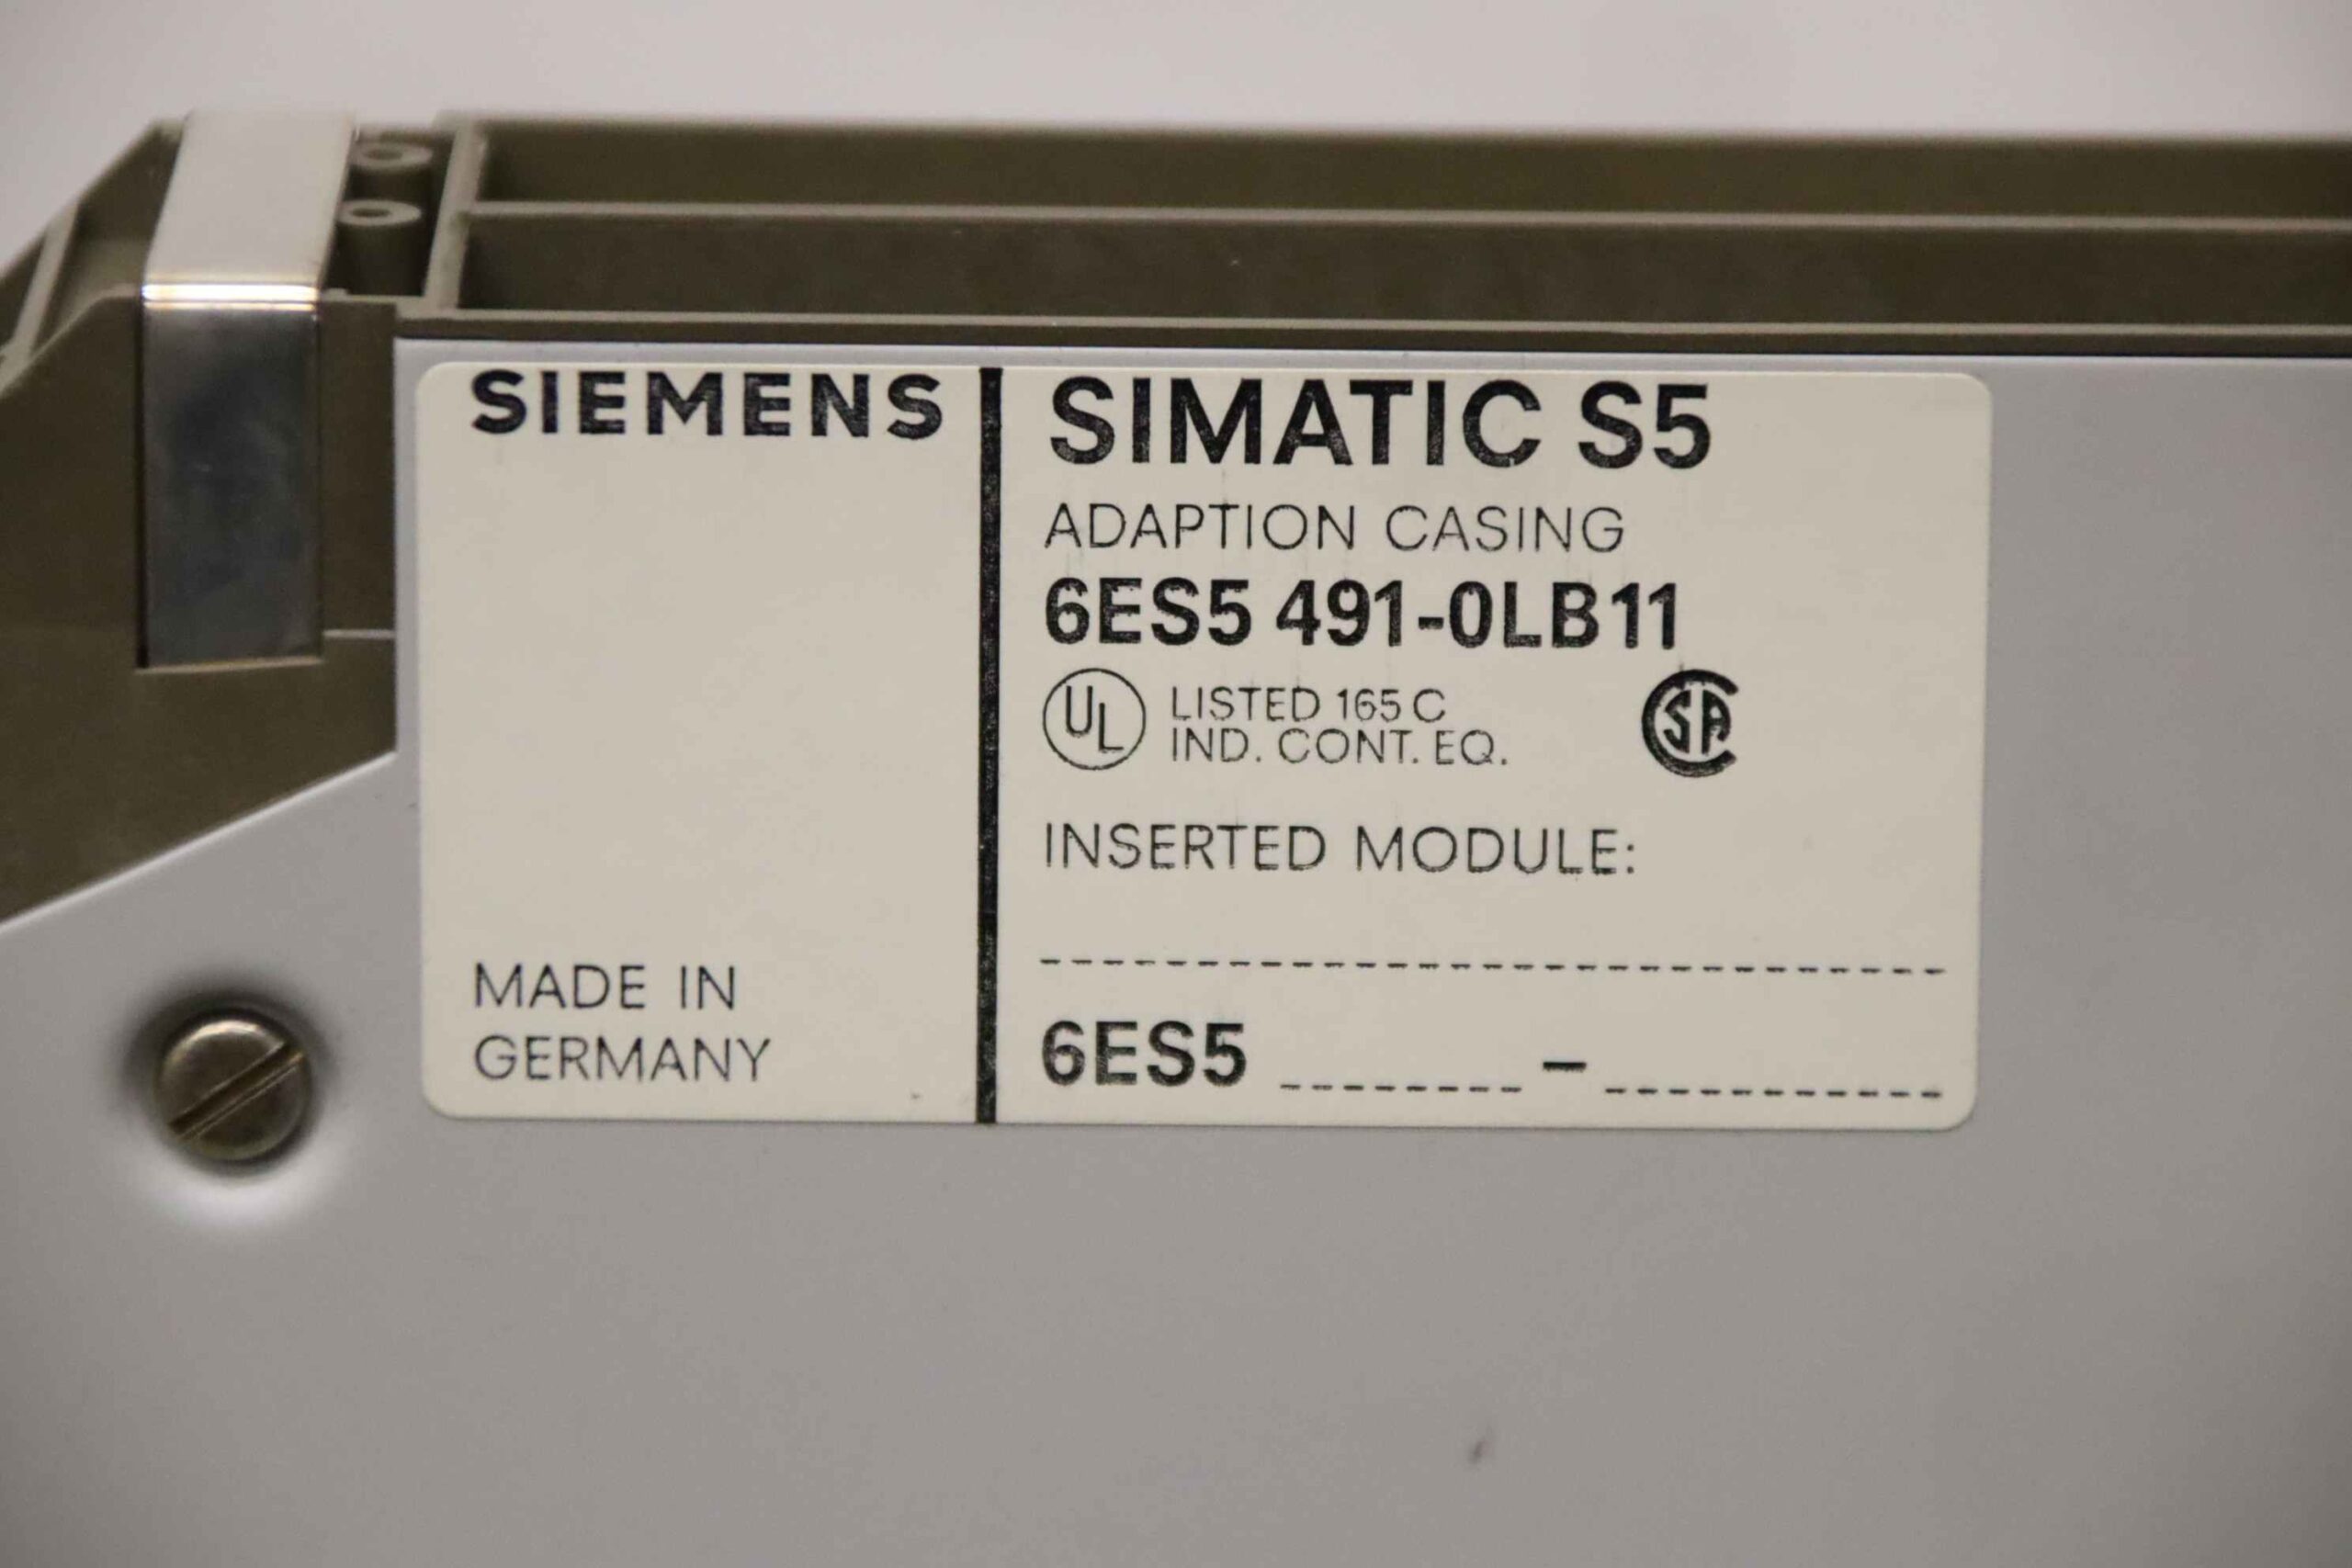 SIEMENS
MADE IN
GERMANY
SIMATIC S5
ADAPTION CASING
6ES5 491-0LB11
UL LISTED 165 C
IND. CONT. EQ.
SA
INSERTED MODULE:
6ES5 -------- – -----------